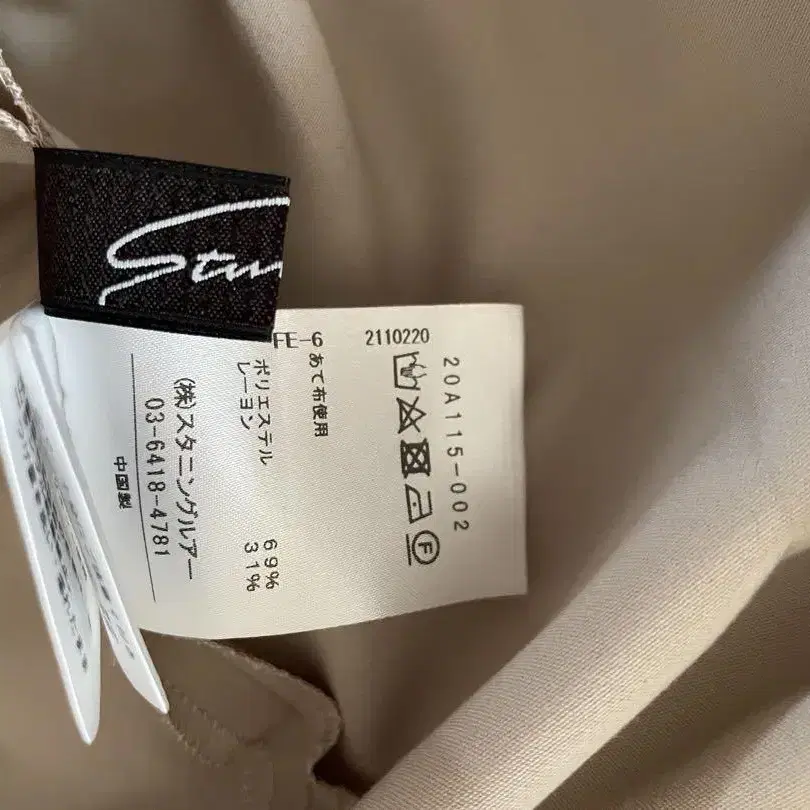 Stu
FE-6
2110220
20A115-002
あて布使用
ポリエステル 69%
レーヨン 31%
(株)スタニングルアー
03-6418-4781
中国製
F